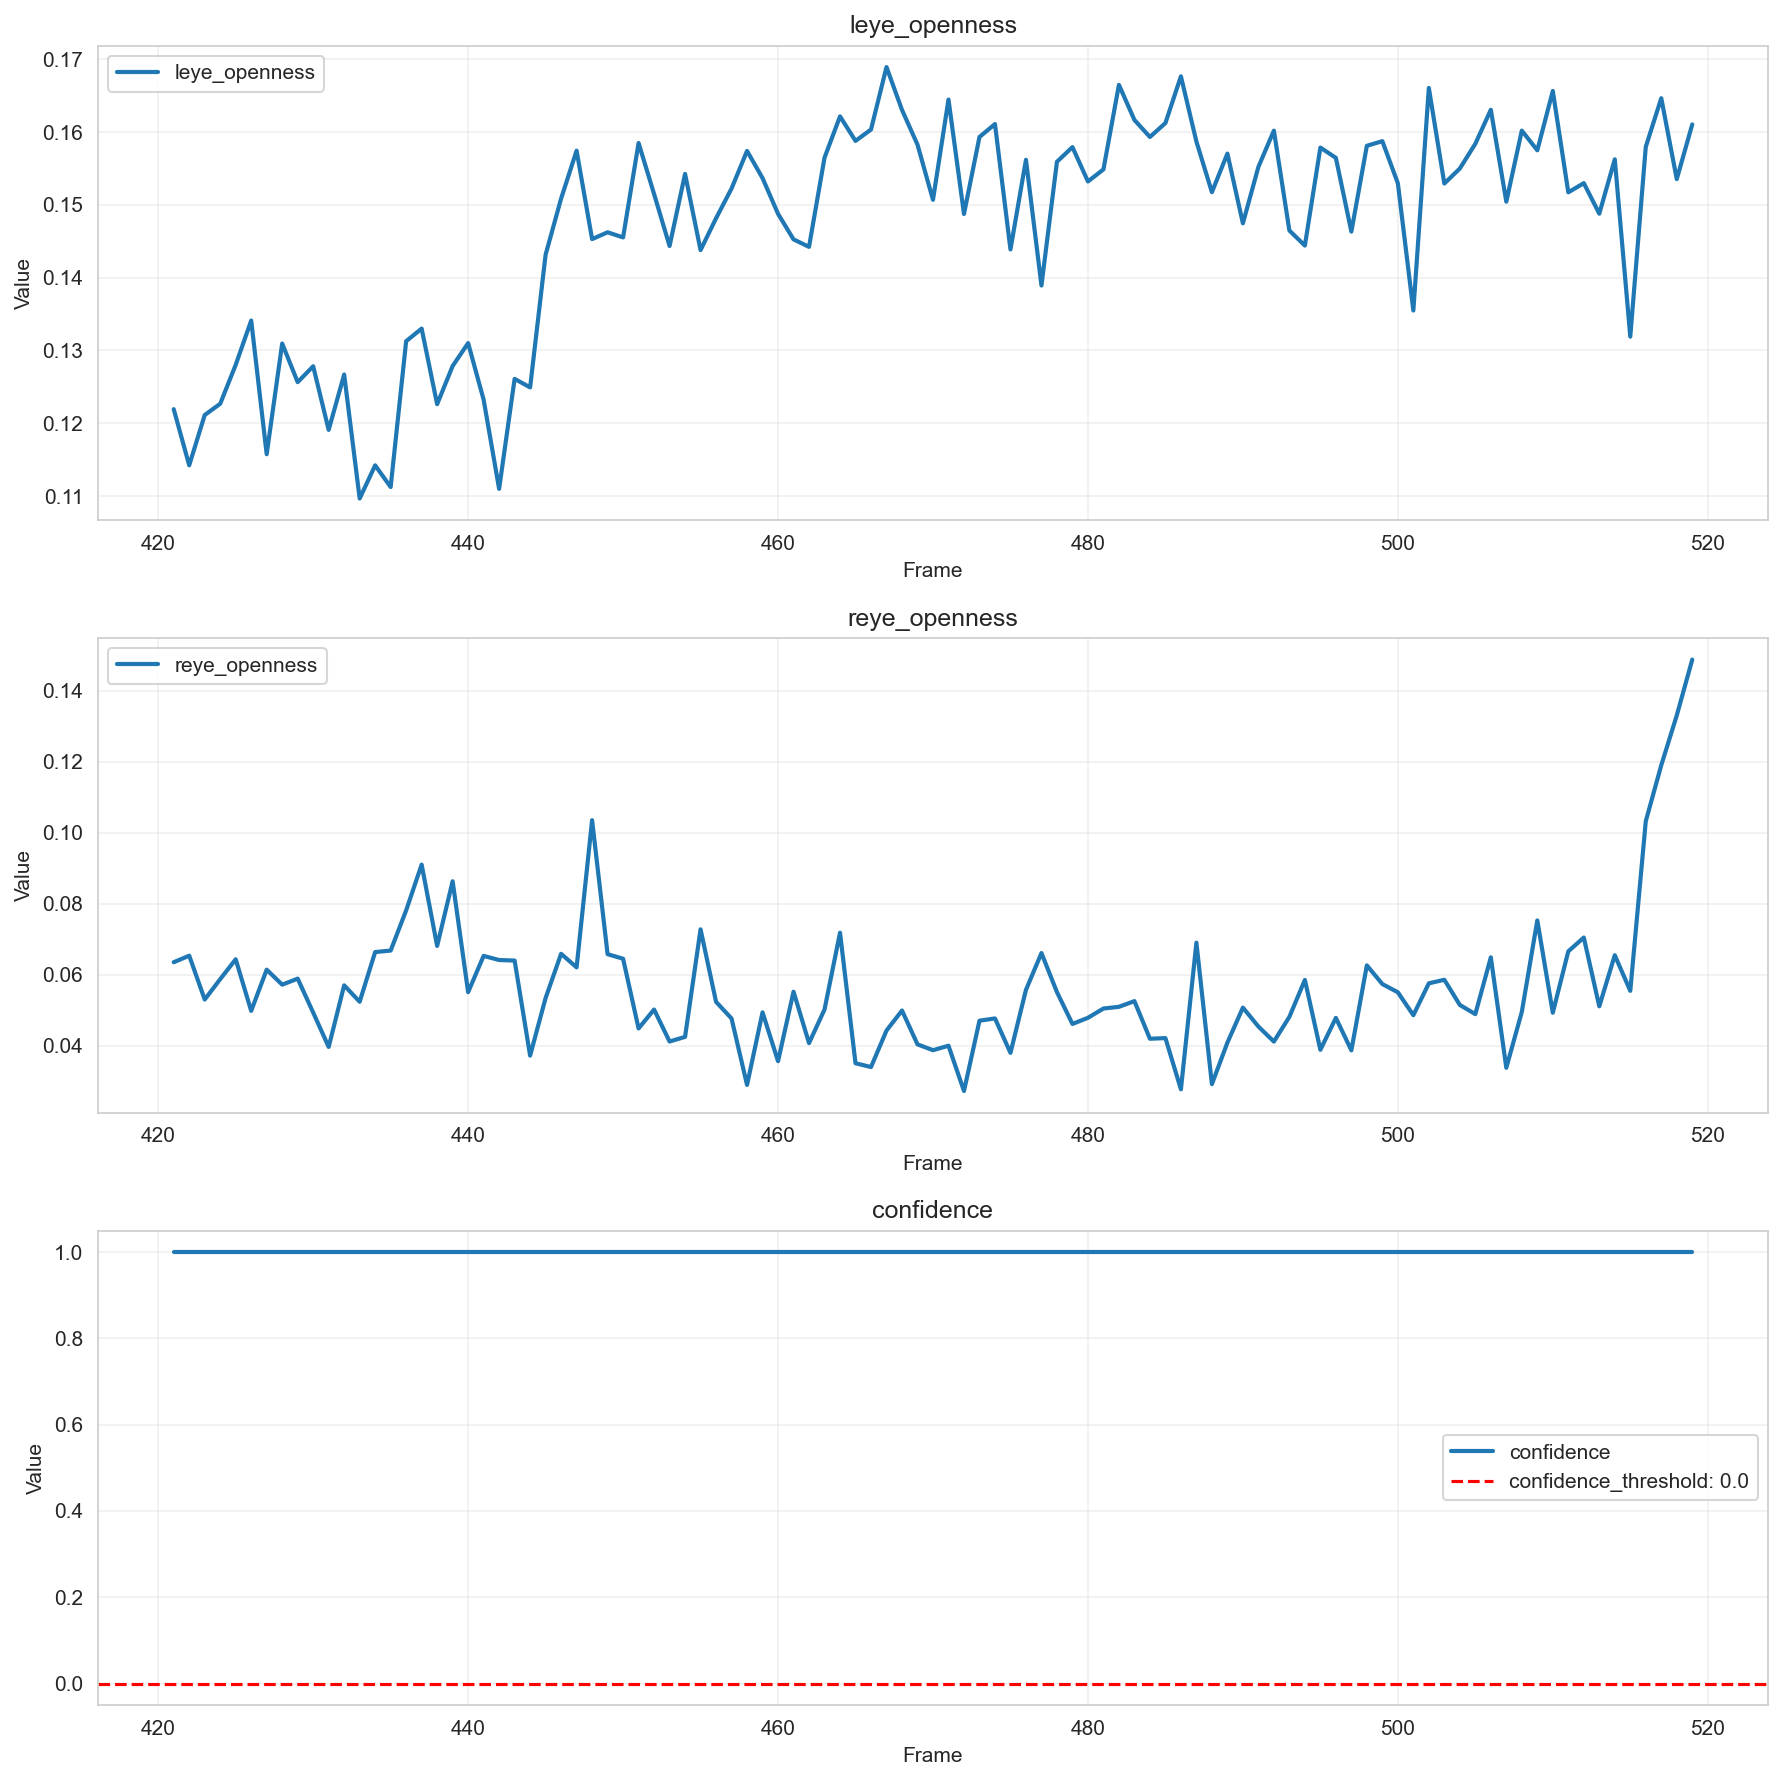 leye_openness
leye_openness
0.17
0.16
0.15
0.14
0.13
0.12
0.11
Value
420 440 460 480 500 520
Frame
reye_openness
reye_openness
0.14
0.12
0.10
0.08
0.06
0.04
Value
420 440 460 480 500 520
Frame
confidence
1.0
0.8
0.6
0.4
0.2
0.0
Value
confidence
confidence_threshold: 0.0
420 440 460 480 500 520
Frame